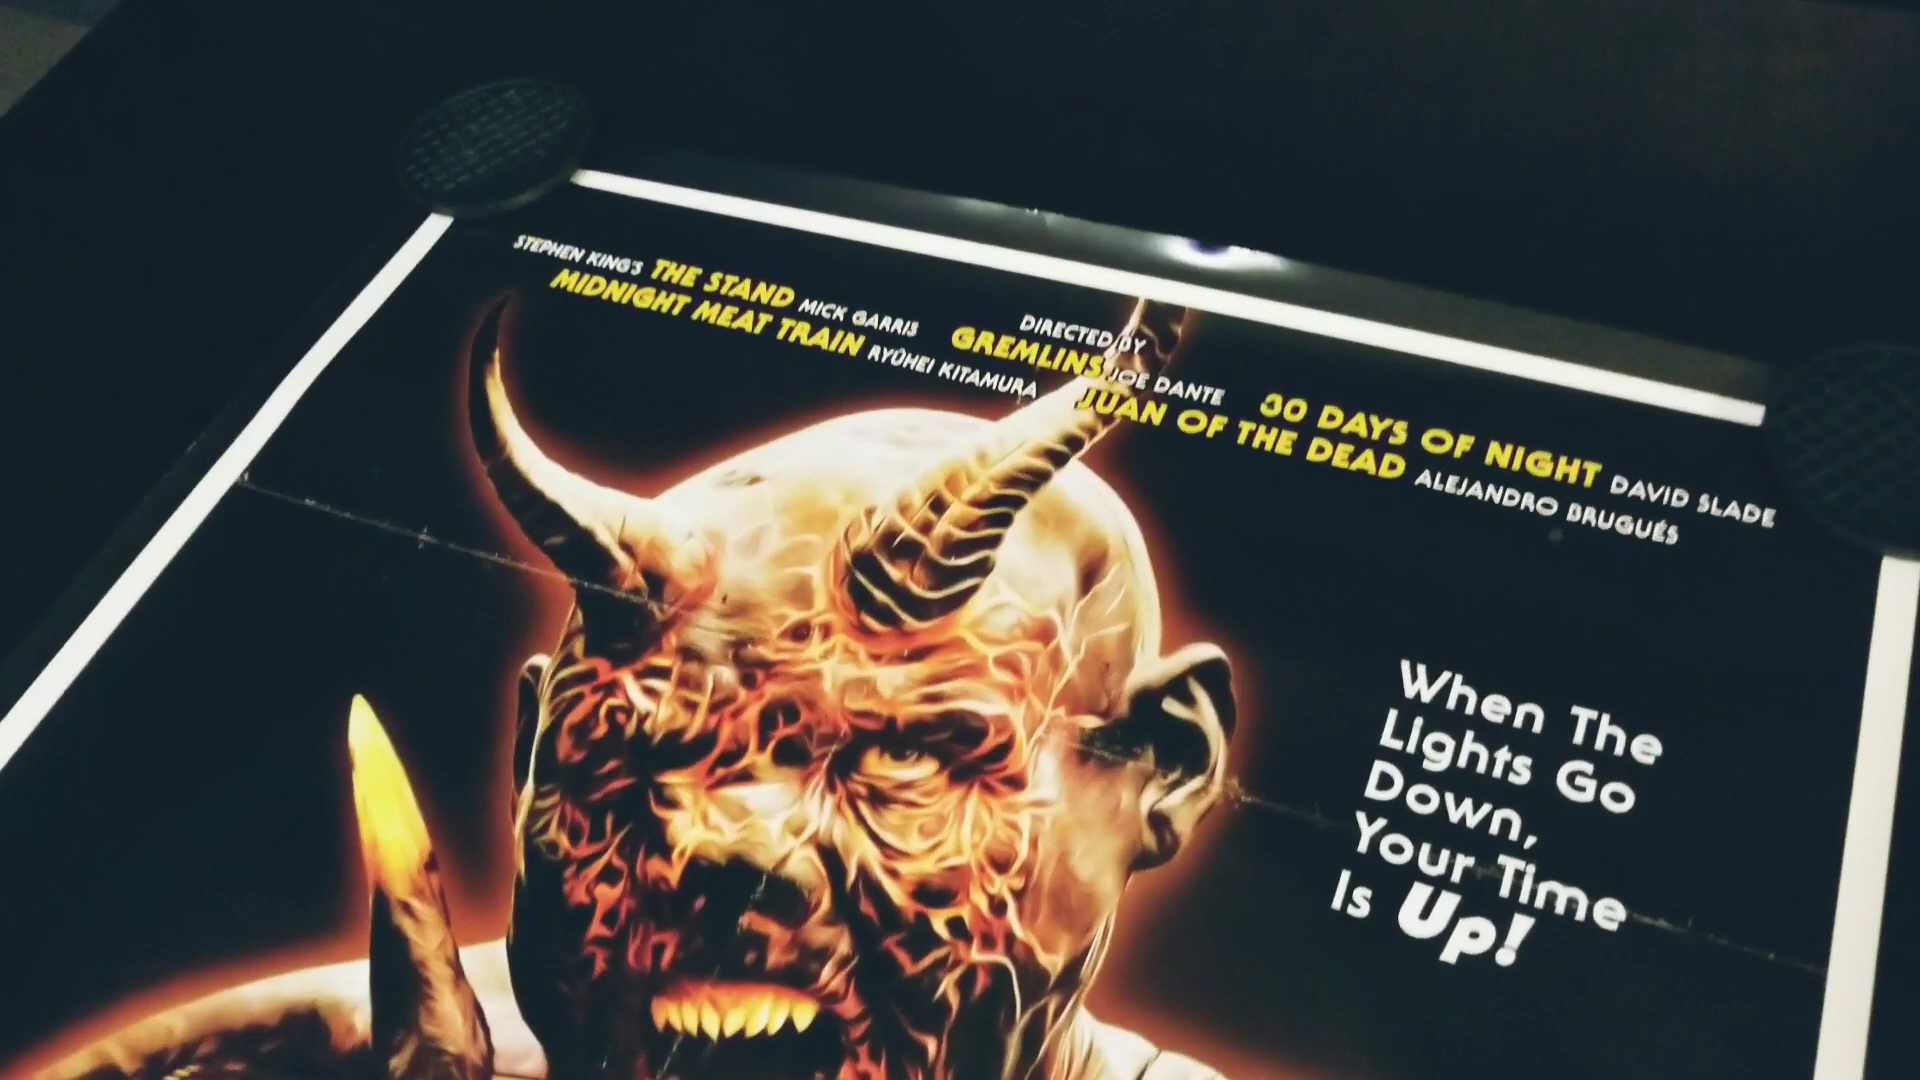 DIRECTED BY
STEPHEN KING'S THE STAND MICK GARRIS GREMLINS JOE DANTE 30 DAYS OF NIGHT DAVID SLADE
MIDNIGHT MEAT TRAIN RYÛHEI KITAMURA JUAN OF THE DEAD ALEJANDRO BRUGUÉS
When The
Lights Go
Down,
Your Time
Is Up!